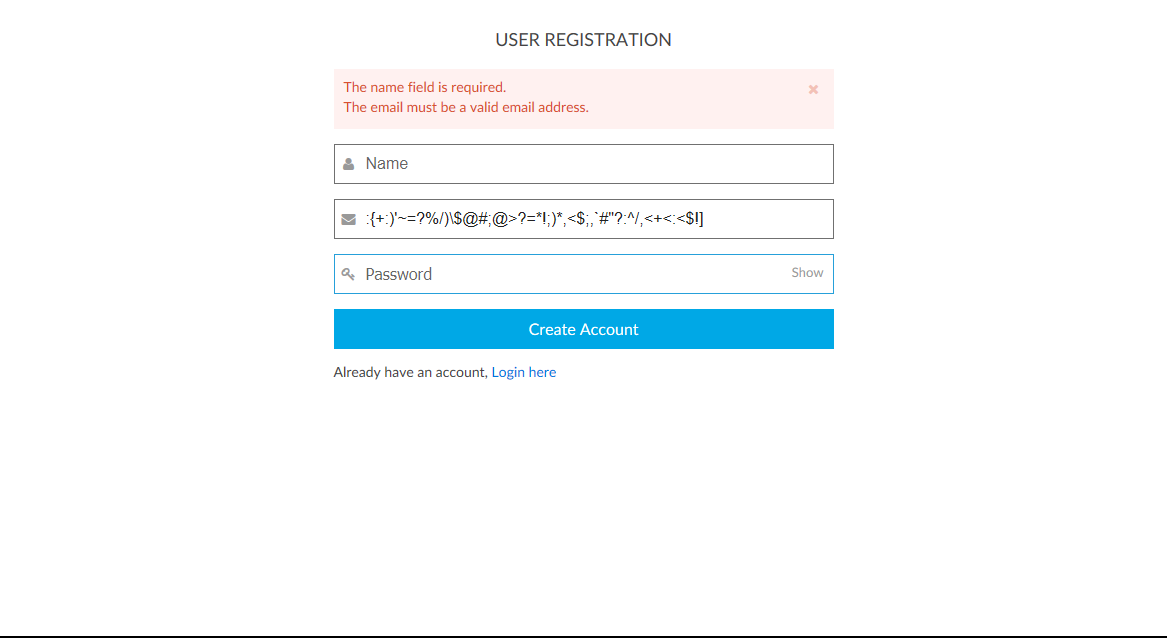 USER REGISTRATION
The name field is required.
The email must be a valid email address.
Name
:{+:)'~=?%/)\$@#;@>?=*!;)*,<$;,`#"?:^/,<+<:<$!]
Password
Show
Create Account
Already have an account, Login here